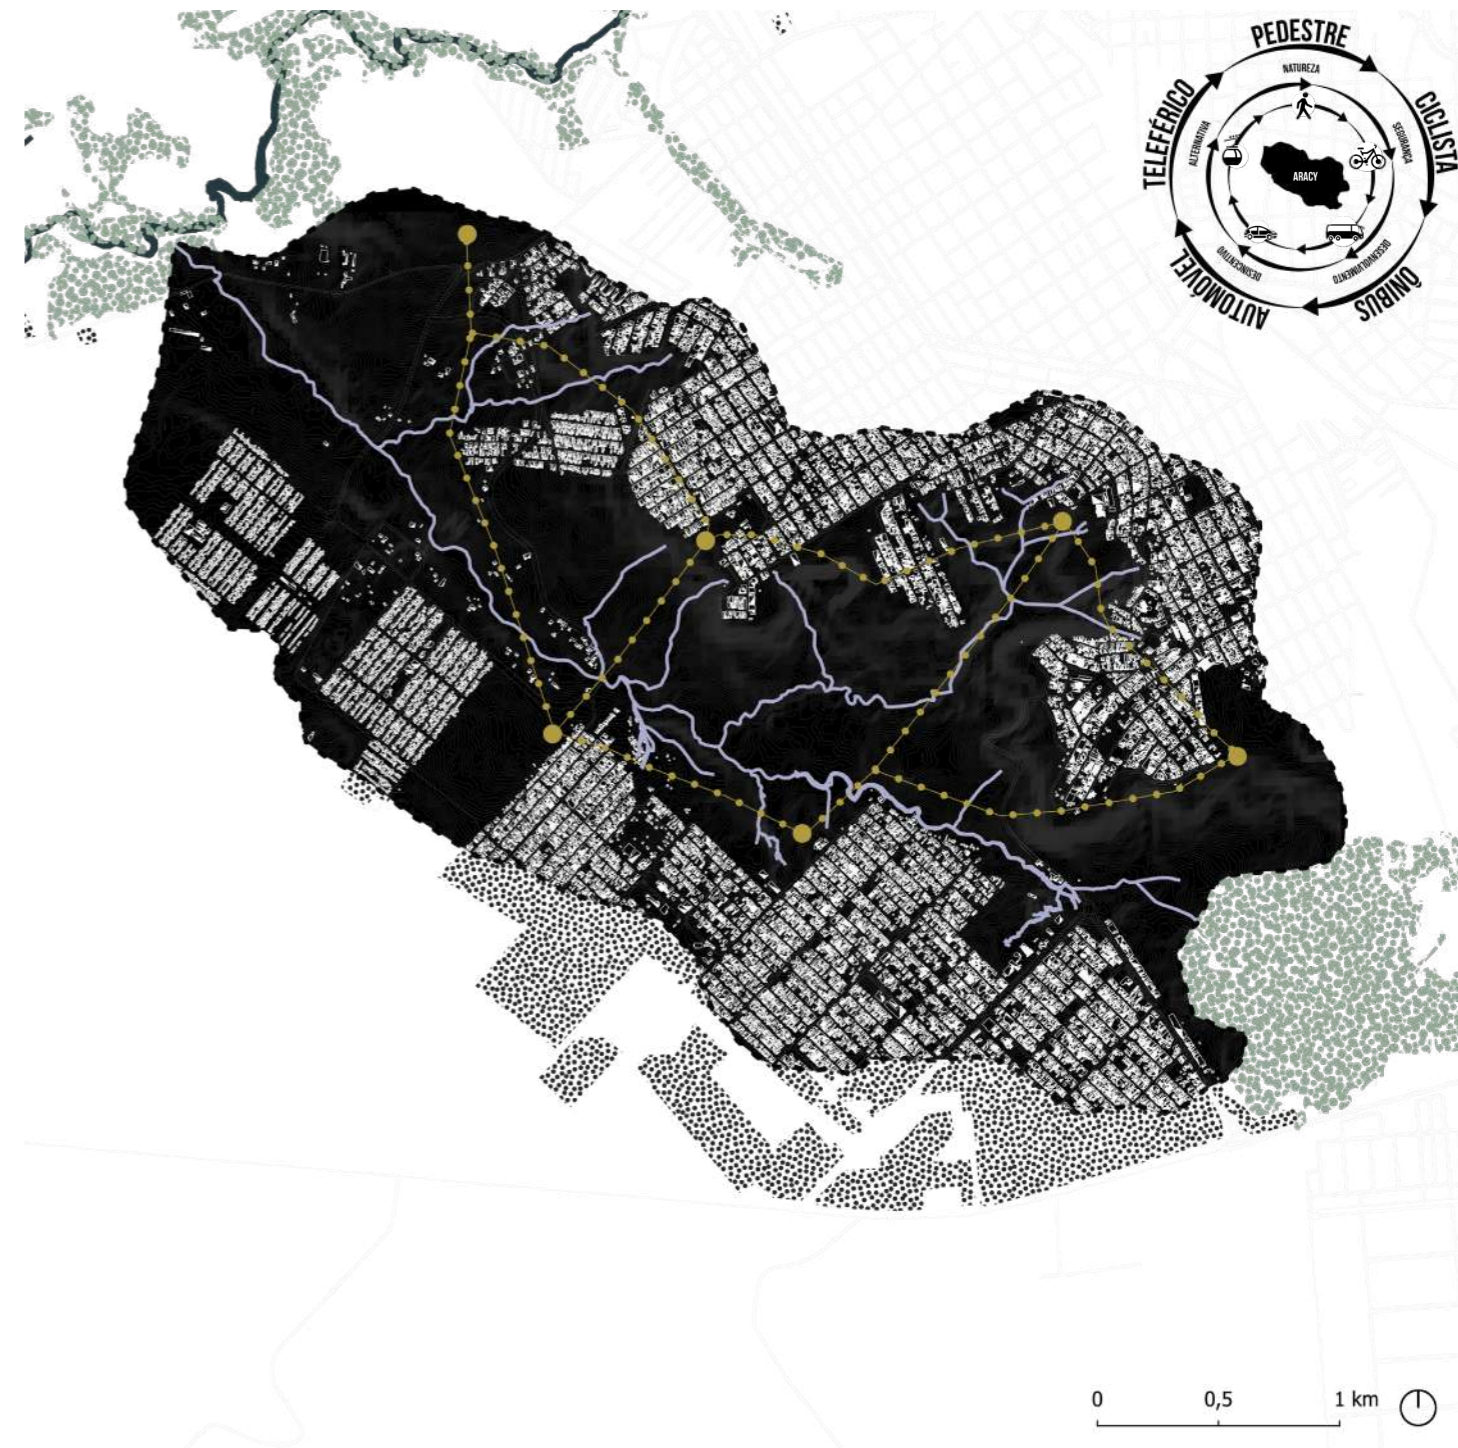 PEDESTRE
CICLISTA
ÔNIBUS
AUTOMÓVEL
TELEFÉRICO
NATUREZA
SEGURANÇA
DESENVOLVIMENTO
DESINCENTIVO
ALTERNATIVA
ARACY
0 0,5 1 km